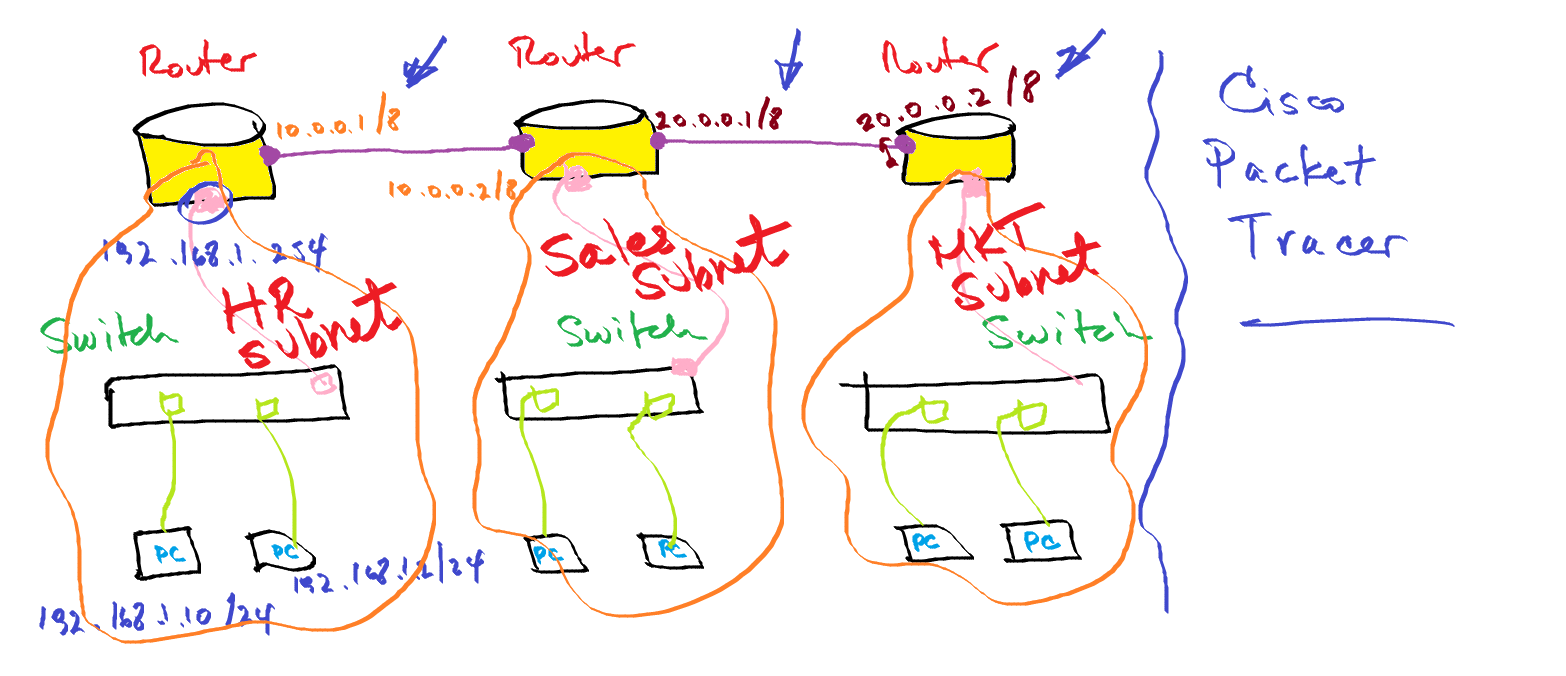 Router
Router
Router
Cisco
Packet
Tracer
10.0.0.1/8
10.0.0.2/8
20.0.0.1/8
20.0.0.2/8
192.168.1.254
HR
Subnet
Sales
Subnet
MKT
Subnet
Switch
Switch
Switch
PC
PC
PC
PC
PC
PC
192.168.1.10/24
192.168.1.2/24